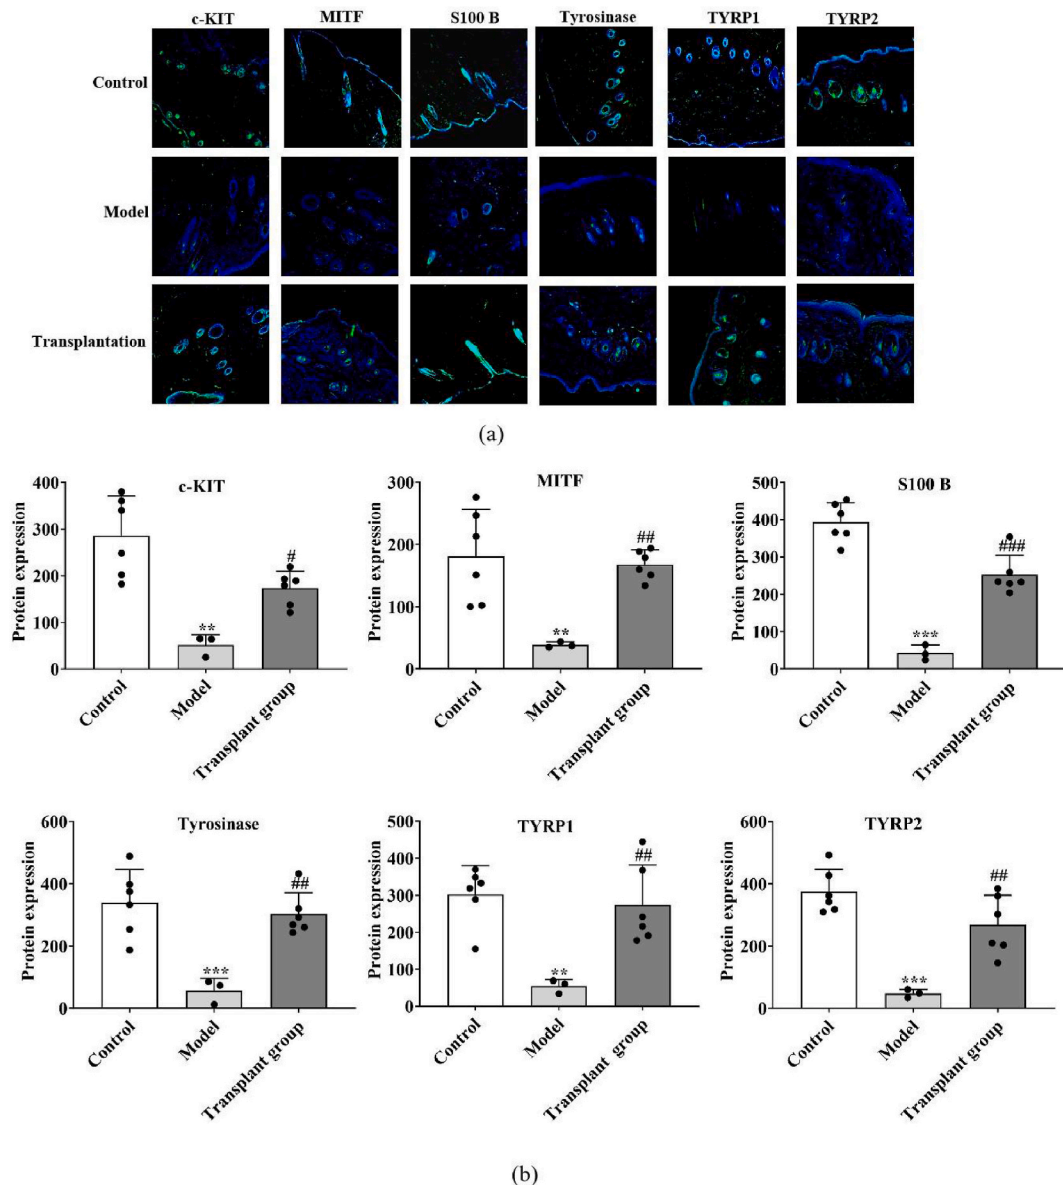 c-KIT MITF S100 B Tyrosinase TYRP1 TYRP2
Control
Model
Transplantation
(a)
c-KIT
Protein expression
400
300
200
100
0
**
#
Control
Model
Transplant group
MITF
Protein expression
300
200
100
0
**
##
Control
Model
Transplant group
S100 B
Protein expression
500
400
300
200
100
0
***
###
Control
Model
Transplant group
Tyrosinase
Protein expression
600
400
200
0
***
##
Control
Model
Transplant group
TYRP1
Protein expression
500
400
300
200
100
0
**
##
Control
Model
Transplant group
TYRP2
Protein expression
600
400
200
0
***
##
Control
Model
Transplant group
(b)